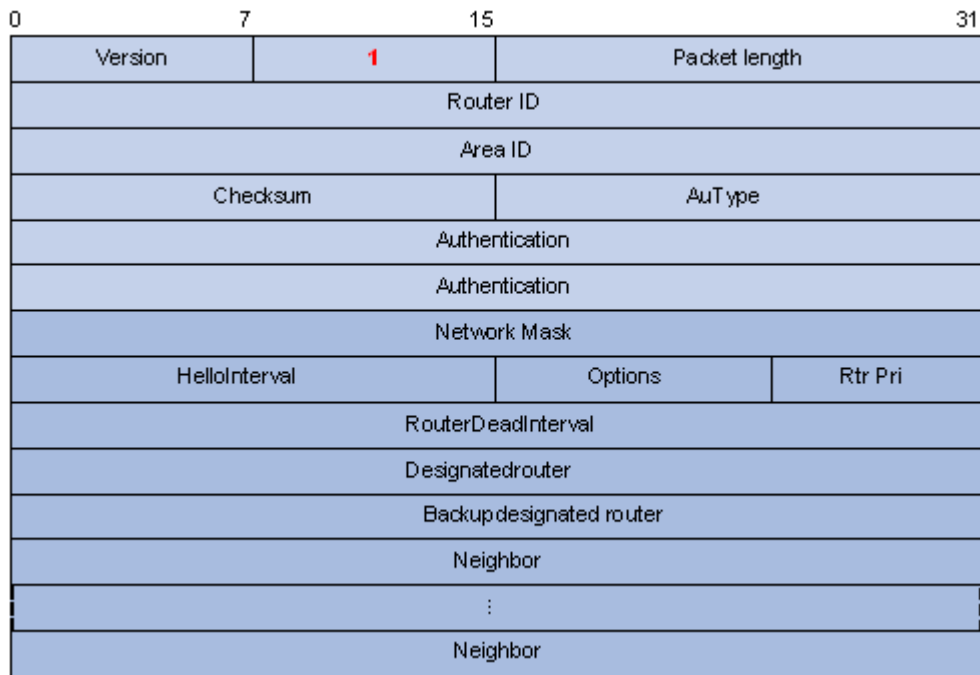 0 7 15 31
Version 1 Packet length
Router ID
Area ID
Checksum AuType
Authentication
Authentication
Network Mask
HelloInterval Options Rtr Pri
RouterDeadInterval
Designatedrouter
Backupdesignated router
Neighbor
⋮
Neighbor